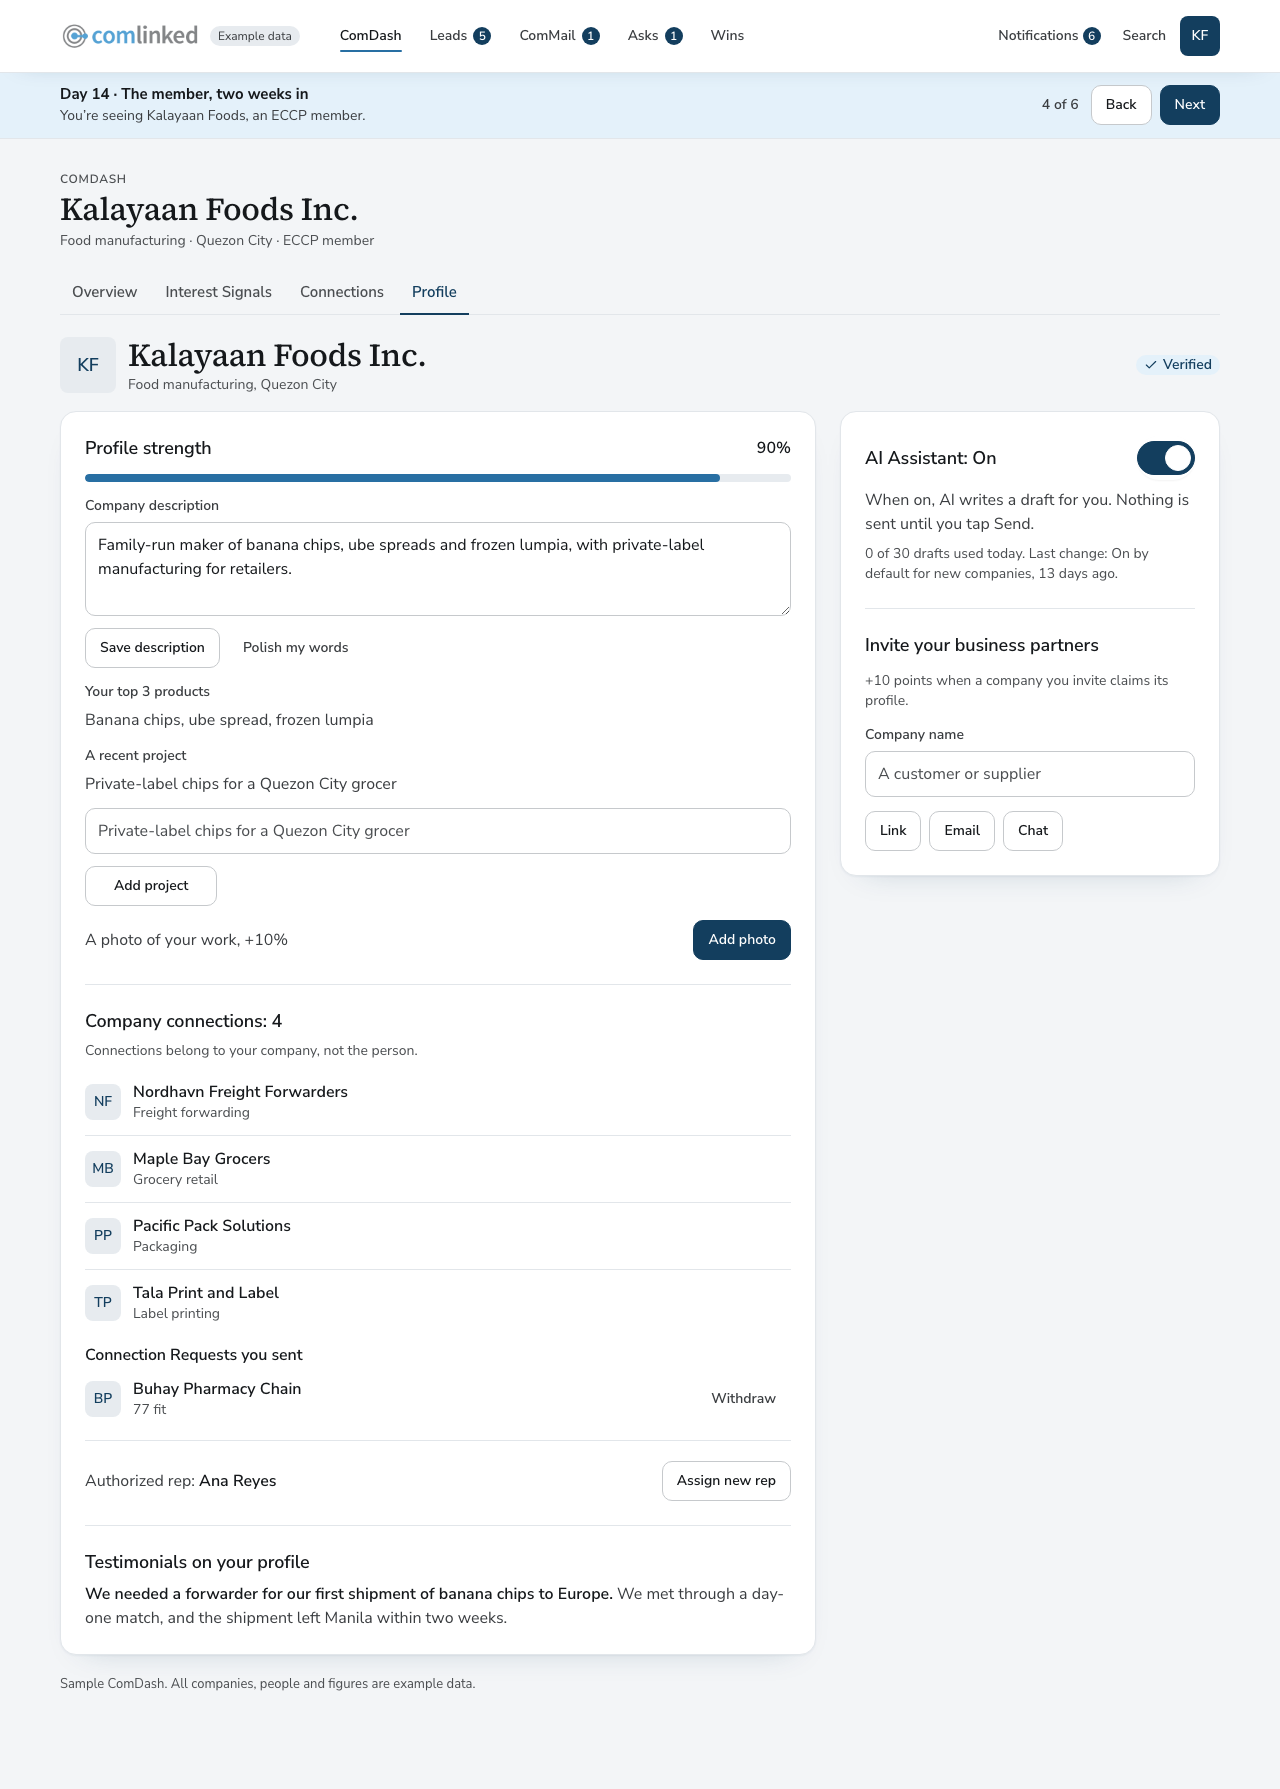 comlinked Example data ComDash Leads 5 ComMail 1 Asks 1 Wins Notifications 6 Search KF
Day 14 · The member, two weeks in
You’re seeing Kalayaan Foods, an ECCP member.
4 of 6 Back Next
COMDASH
Kalayaan Foods Inc.
Food manufacturing · Quezon City · ECCP member
Overview Interest Signals Connections Profile
KF
Kalayaan Foods Inc.
Food manufacturing, Quezon City
Verified
Profile strength 90%
Company description
Family-run maker of banana chips, ube spreads and frozen lumpia, with private-label
manufacturing for retailers.
Save description Polish my words
Your top 3 products
Banana chips, ube spread, frozen lumpia
A recent project
Private-label chips for a Quezon City grocer
Private-label chips for a Quezon City grocer
Add project
A photo of your work, +10% Add photo
Company connections: 4
Connections belong to your company, not the person.
NF Nordhavn Freight Forwarders
Freight forwarding
MB Maple Bay Grocers
Grocery retail
PP Pacific Pack Solutions
Packaging
TP Tala Print and Label
Label printing
Connection Requests you sent
BP Buhay Pharmacy Chain
77 fit
Withdraw
Authorized rep: Ana Reyes Assign new rep
Testimonials on your profile
We needed a forwarder for our first shipment of banana chips to Europe. We met through a day-
one match, and the shipment left Manila within two weeks.
AI Assistant: On
When on, AI writes a draft for you. Nothing is
sent until you tap Send.
0 of 30 drafts used today. Last change: On by
default for new companies, 13 days ago.
Invite your business partners
+10 points when a company you invite claims its
profile.
Company name
A customer or supplier
Link Email Chat
Sample ComDash. All companies, people and figures are example data.